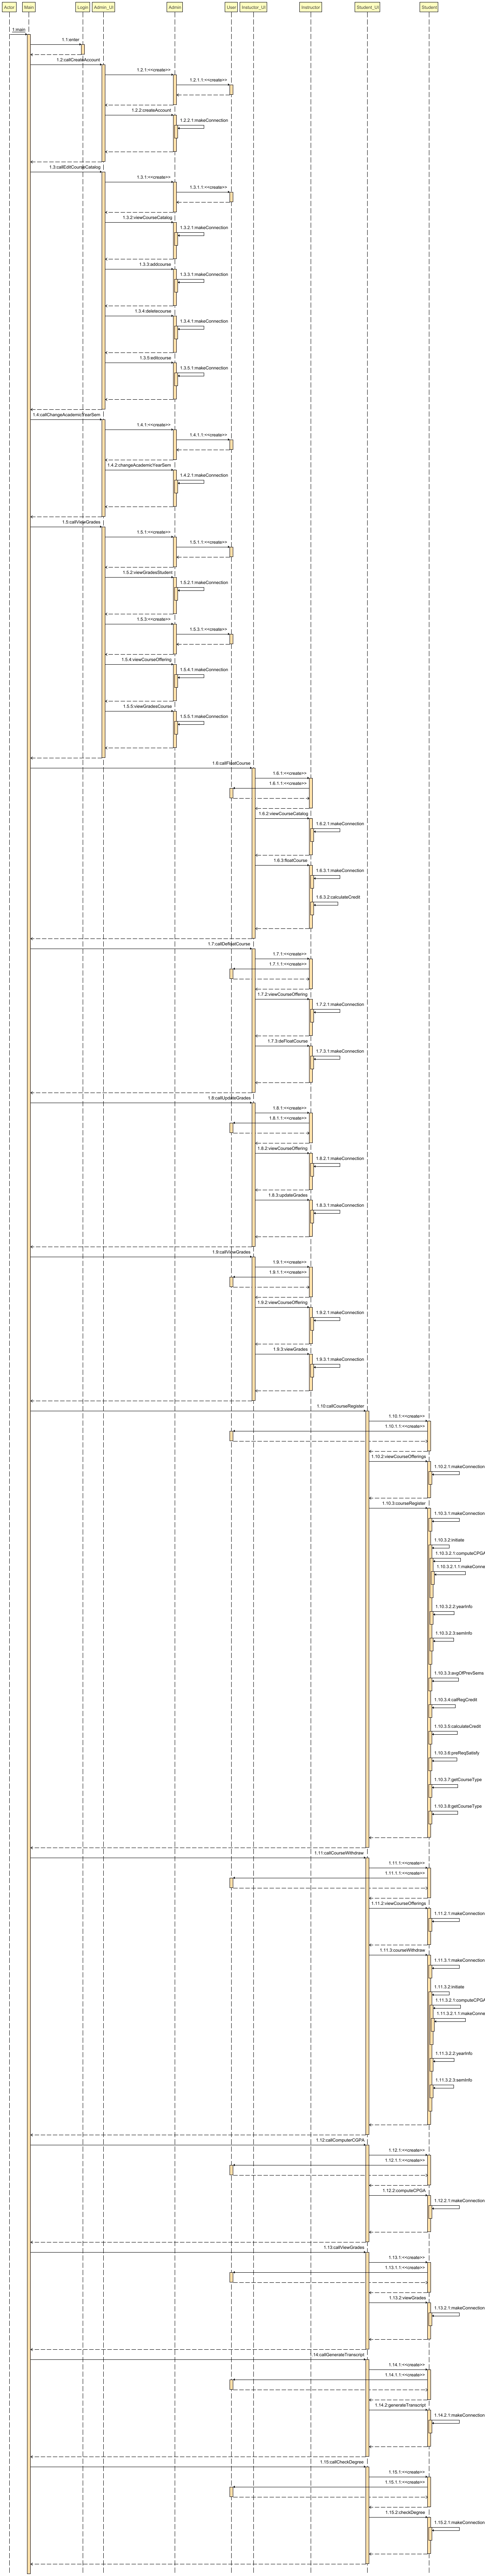 Actor Main Login Admin_UI Admin User Instuctor_UI Instructor Student_UI Student
1:main
1.1:enter
1.2:callCreateAccount
1.2.1:<<create>>
1.2.1.1:<<create>>
1.2.2:createAccount
1.2.2.1:makeConnection
1.3:callEditCourseCatalog
1.3.1:<<create>>
1.3.1.1:<<create>>
1.3.2:viewCourseCatalog
1.3.2.1:makeConnection
1.3.3:addcourse
1.3.3.1:makeConnection
1.3.4:deletecourse
1.3.4.1:makeConnection
1.3.5:editcourse
1.3.5.1:makeConnection
1.4:callChangeAcademicYearSem
1.4.1:<<create>>
1.4.1.1:<<create>>
1.4.2:changeAcademicYearSem
1.4.2.1:makeConnection
1.5:callViewGrades
1.5.1:<<create>>
1.5.1.1:<<create>>
1.5.2:viewGradesStudent
1.5.2.1:makeConnection
1.5.3:<<create>>
1.5.3.1:<<create>>
1.5.4:viewCourseOffering
1.5.4.1:makeConnection
1.5.5:viewGradesCourse
1.5.5.1:makeConnection
1.6:callFloatCourse
1.6.1:<<create>>
1.6.1.1:<<create>>
1.6.2:viewCourseCatalog
1.6.2.1:makeConnection
1.6.3:floatCourse
1.6.3.1:makeConnection
1.6.3.2:calculateCredit
1.7:callDefloatCourse
1.7.1:<<create>>
1.7.1.1:<<create>>
1.7.2:viewCourseOffering
1.7.2.1:makeConnection
1.7.3:deFloatCourse
1.7.3.1:makeConnection
1.8:callUpdateGrades
1.8.1:<<create>>
1.8.1.1:<<create>>
1.8.2:viewCourseOffering
1.8.2.1:makeConnection
1.8.3:updateGrades
1.8.3.1:makeConnection
1.9:callViewGrades
1.9.1:<<create>>
1.9.1.1:<<create>>
1.9.2:viewCourseOffering
1.9.2.1:makeConnection
1.9.3:viewGrades
1.9.3.1:makeConnection
1.10:callCourseRegister
1.10.1:<<create>>
1.10.1.1:<<create>>
1.10.2:viewCourseOfferings
1.10.2.1:makeConnection
1.10.3:courseRegister
1.10.3.1:makeConnection
1.10.3.2:initiate
1.10.3.2.1:computeCPGA
1.10.3.2.1.1:makeConne
1.10.3.2.2:yearInfo
1.10.3.2.3:semInfo
1.10.3.3:avgOfPrevSems
1.10.3.4:calRegCredit
1.10.3.5:calculateCredit
1.10.3.6:preReqSatisfy
1.10.3.7:getCourseType
1.10.3.8:getCourseType
1.11:callCourseWithdraw
1.11.1:<<create>>
1.11.1.1:<<create>>
1.11.2:viewCourseOfferings
1.11.2.1:makeConnection
1.11.3:courseWithdraw
1.11.3.1:makeConnection
1.11.3.2:initiate
1.11.3.2.1:computeCPGA
1.11.3.2.1.1:makeConne
1.11.3.2.2:yearInfo
1.11.3.2.3:semInfo
1.12:callComputerCGPA
1.12.1:<<create>>
1.12.1.1:<<create>>
1.12.2:computeCPGA
1.12.2.1:makeConnection
1.13:callViewGrades
1.13.1:<<create>>
1.13.1.1:<<create>>
1.13.2:viewGrades
1.13.2.1:makeConnection
1.14:callGenerateTranscript
1.14.1:<<create>>
1.14.1.1:<<create>>
1.14.2:generateTranscript
1.14.2.1:makeConnection
1.15:callCheckDegree
1.15.1:<<create>>
1.15.1.1:<<create>>
1.15.2:checkDegree
1.15.2.1:makeConnection